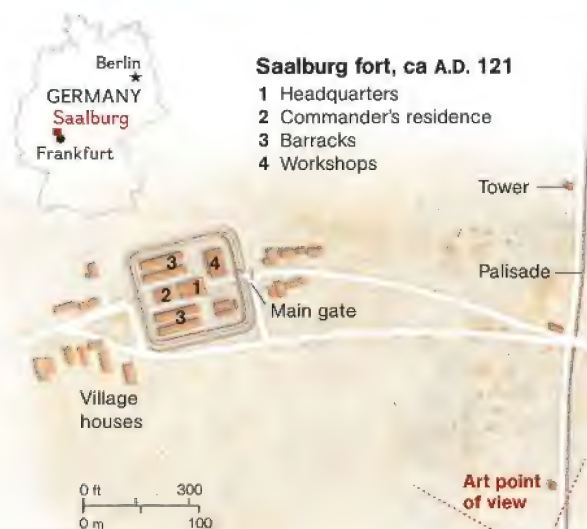 Berlin
GERMANY
Saalburg
Frankfurt
Saalburg fort, ca A.D. 121
1 Headquarters
2 Commander's residence
3 Barracks
4 Workshops
Tower
Palisade
3
4
2
1
3
Main gate
Village
houses
0 ft 300
0 m 100
Art point
of view